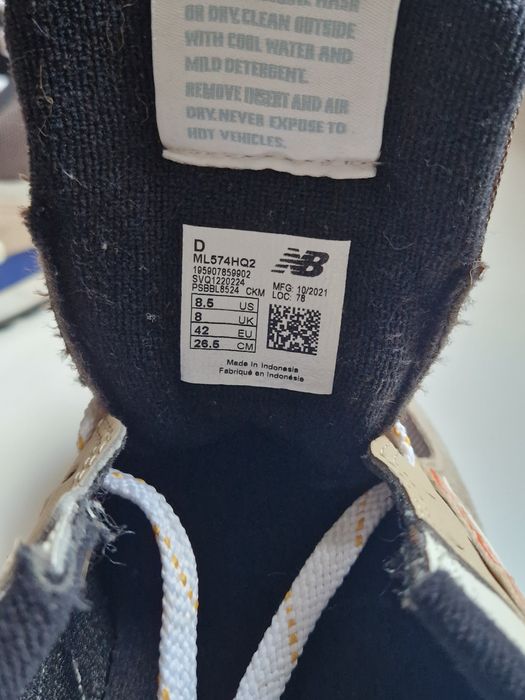 OR DRY. CLEAN OUTSIDE
WITH COOL WATER AND
MILD DETERGENT.
REMOVE INSERT AND AIR
DRY. NEVER EXPOSE TO
HOT VEHICLES.
D
ML574HQ2
195907859902
SVQ1220224
PSBBL8524 CKM
NB
MFG: 10/2021
LOC: 78
8.5 US
8 UK
42 EU
26.5 CM
Made in Indonesia
Fabriqué en Indonésie